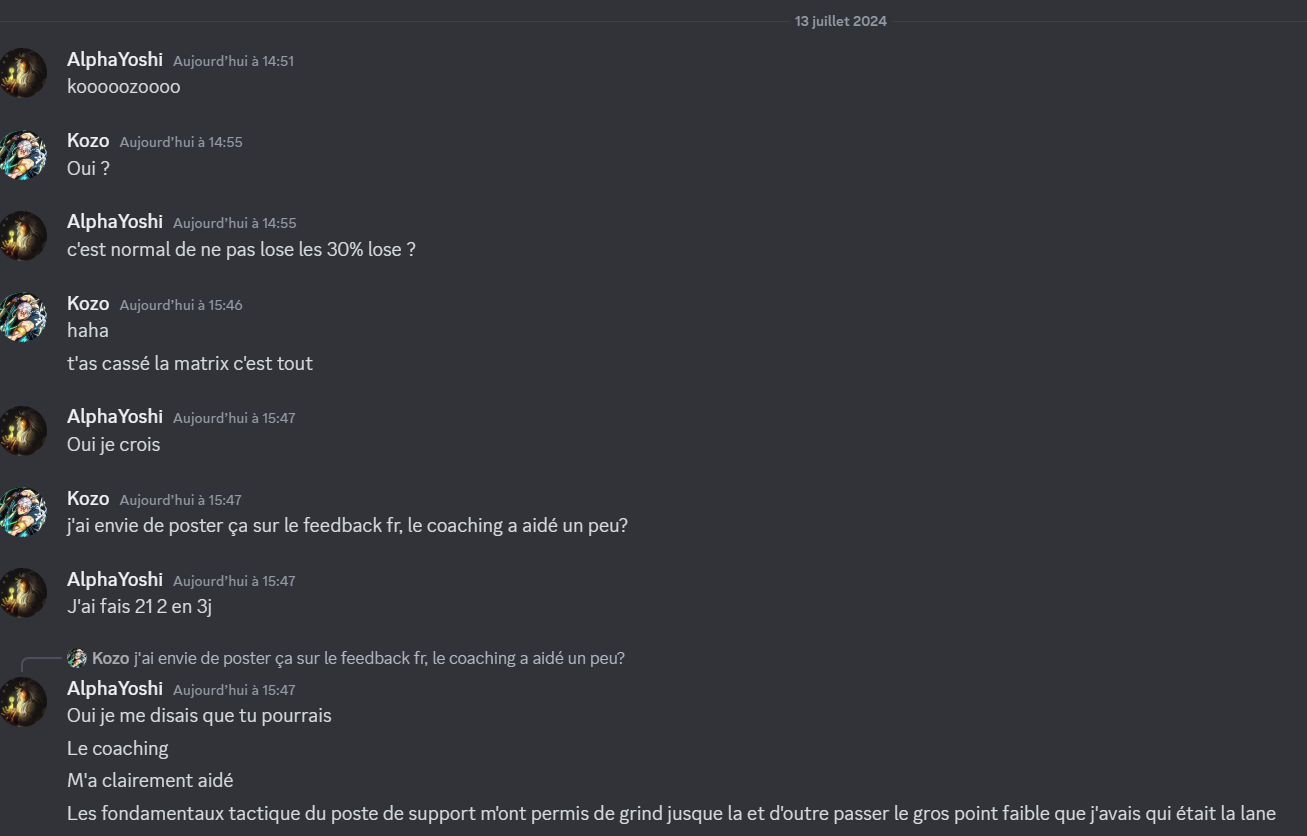 13 juillet 2024
AlphaYoshi Aujourd'hui à 14:51
kooooozoooo
Kozo Aujourd'hui à 14:55
Oui ?
AlphaYoshi Aujourd'hui à 14:55
c'est normal de ne pas lose les 30% lose ?
Kozo Aujourd'hui à 15:46
haha
t'as cassé la matrix c'est tout
AlphaYoshi Aujourd'hui à 15:47
Oui je crois
Kozo Aujourd'hui à 15:47
j'ai envie de poster ça sur le feedback fr, le coaching a aidé un peu?
AlphaYoshi Aujourd'hui à 15:47
J'ai fais 21 2 en 3j
Kozo j'ai envie de poster ça sur le feedback fr, le coaching a aidé un peu?
AlphaYoshi Aujourd'hui à 15:47
Oui je me disais que tu pourrais
Le coaching
M'a clairement aidé
Les fondamentaux tactique du poste de support m'ont permis de grind jusque la et d'outre passer le gros point faible que j'avais qui était la lane